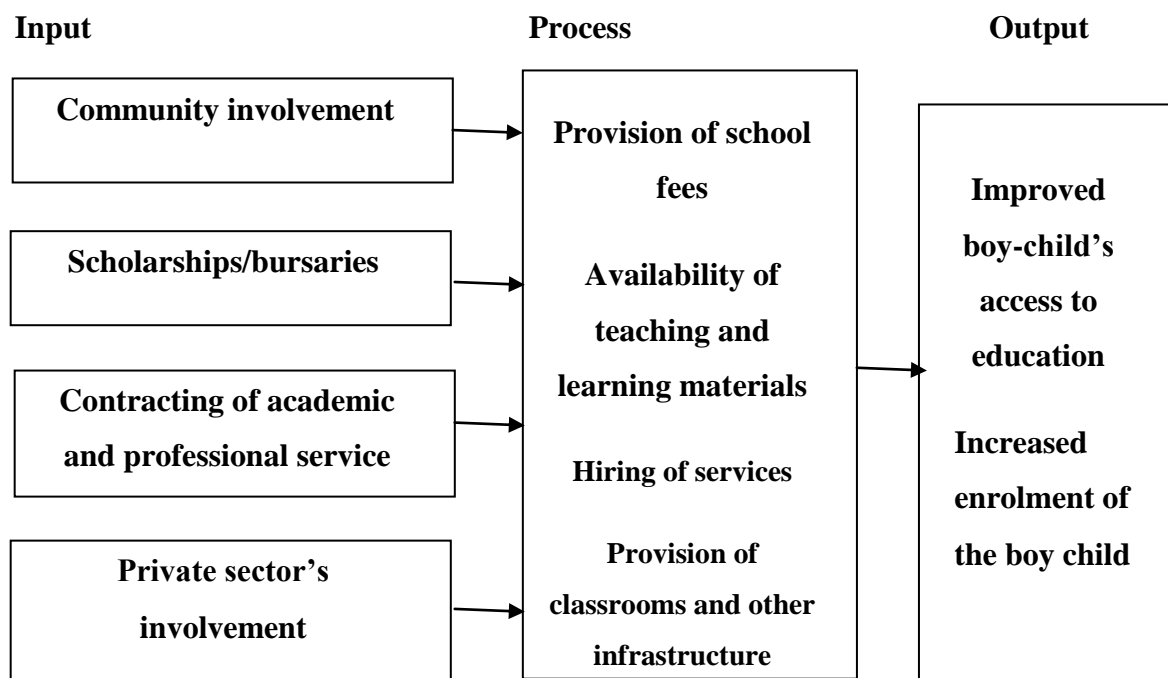 Input
Process
Output
Community involvement
Scholarships/bursaries
Contracting of academic
and professional service
Private sector's
involvement
Provision of school
fees
Availability of
teaching and
learning materials
Hiring of services
Provision of
classrooms and other
infrastructure
Improved
boy-child's
access to
education
Increased
enrolment of
the boy child